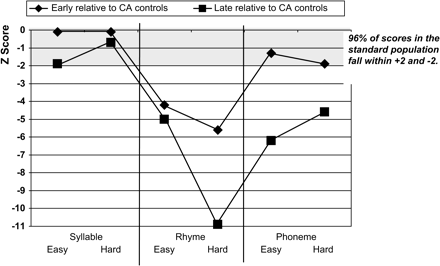 Early relative to CA controls Late relative to CA controls
Z Score
0
-1
-2
-3
-4
-5
-6
-7
-8
-9
-10
-11
96% of scores in the
standard population
fall within +2 and -2.
Syllable Rhyme Phoneme
Easy Hard Easy Hard Easy Hard